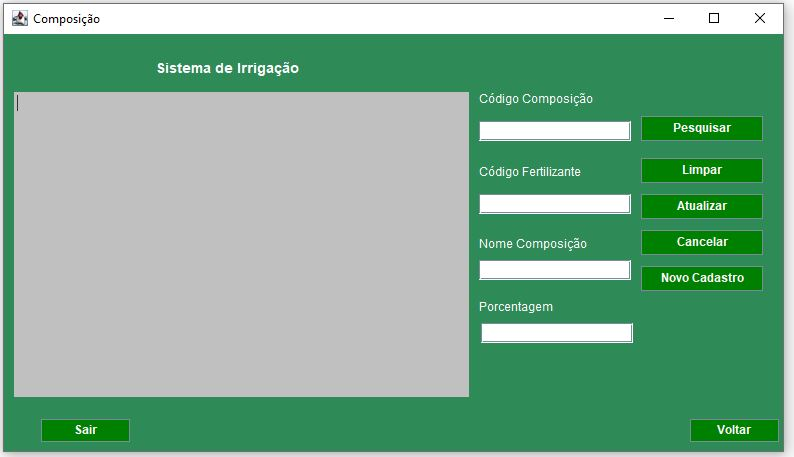 Composição
Sistema de Irrigação
Código Composição
Pesquisar
Código Fertilizante
Limpar
Atualizar
Nome Composição
Cancelar
Novo Cadastro
Porcentagem
Sair
Voltar